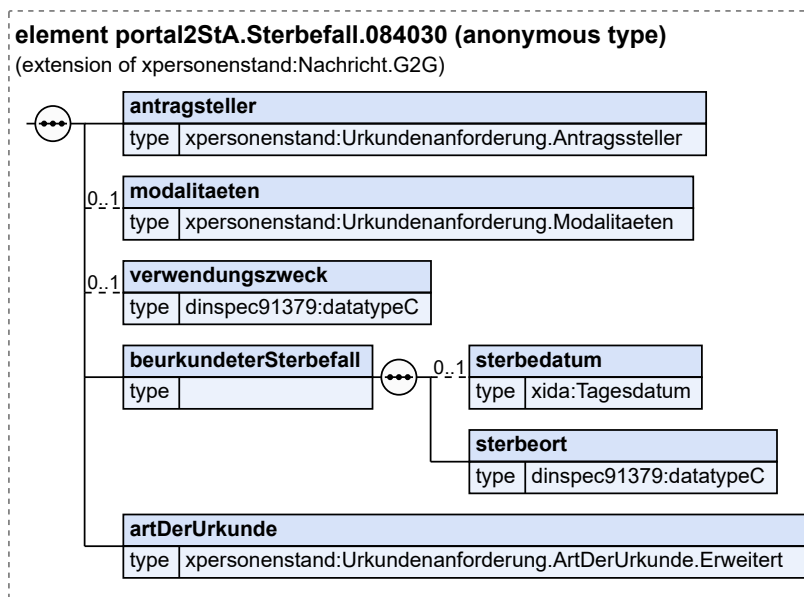 element portal2StA.Sterbefall.084030 (anonymous type)
(extension of xpersonenstand:Nachricht.G2G)
antragsteller
type xpersonenstand:Urkundenanforderung.Antragssteller
0..1 modalitaeten
type xpersonenstand:Urkundenanforderung.Modalitaeten
0..1 verwendungszweck
type dinspec91379:datatypeC
beurkundeterSterbefall
type
0..1 sterbedatum
type xida:Tagesdatum
sterbeort
type dinspec91379:datatypeC
artDerUrkunde
type xpersonenstand:Urkundenanforderung.ArtDerUrkunde.Erweitert